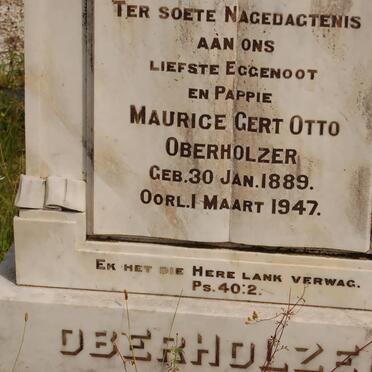 TER SOETE NAGEDAGTENIS
AAN ONS
LIEFSTE EGGENOOT
EN PAPPIE
MAURICE GERT OTTO
OBERHOLZER
GEB. 30 JAN. 1889.
OORL. 1 MAART 1947.
EK HET DIE HERE LANK VERWAG.
PS. 40:2.
OBERHOLZE